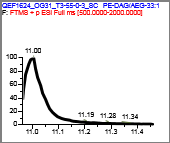 QEF1624_OG31_T3-55-0-3_SC PE-DAG/AEG-33:1
F: FTMS + p ESI Full ms [500.0000-2000.0000]
11.00
100
80
60
40
20
0
11.19 11.28 11.34
11.0 11.1 11.2 11.3 11.4